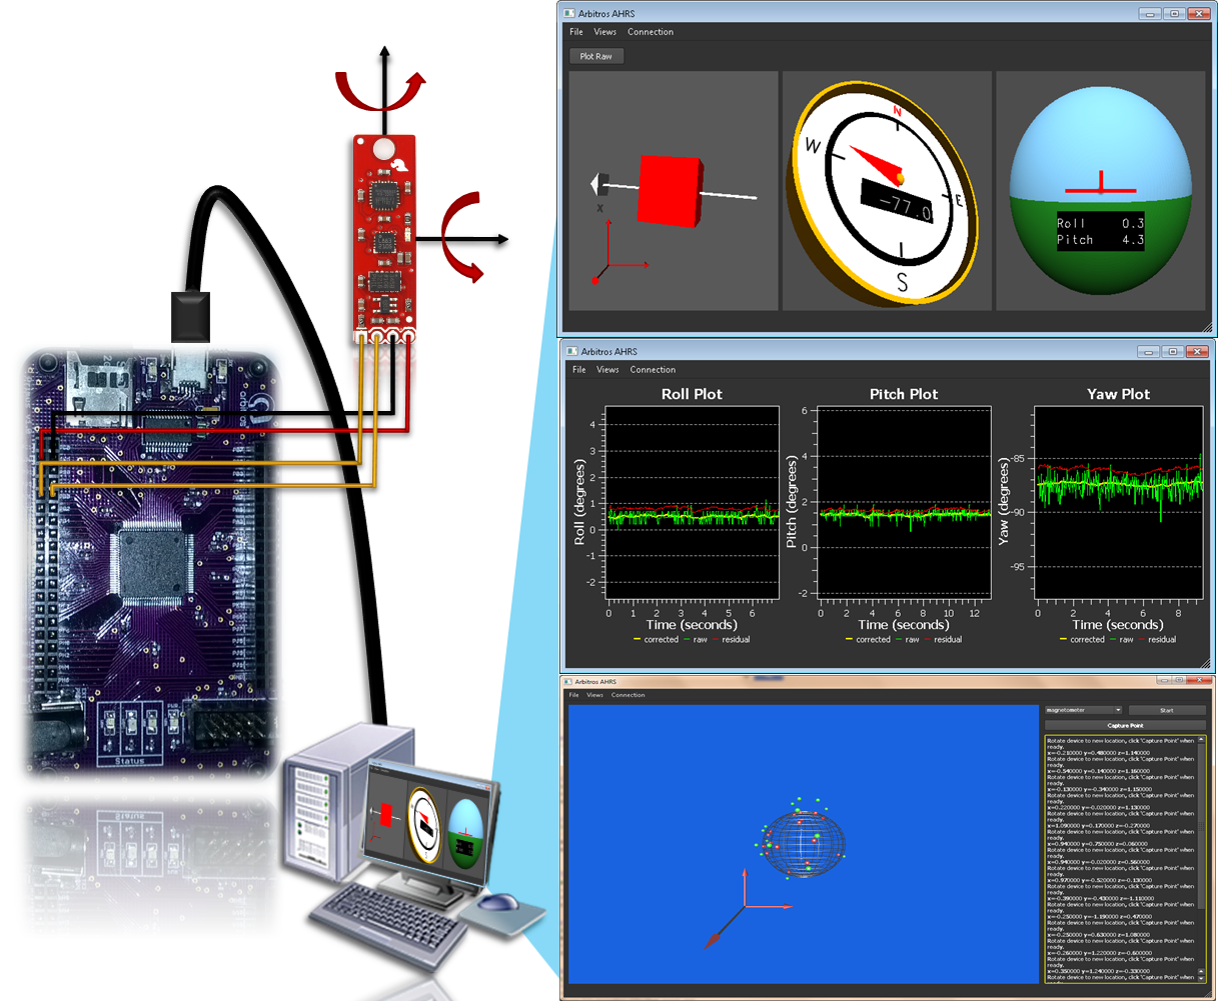 Arbitros AHRS
File Views Connection
Plot Raw
X
N
W
E
S
-77.0
Roll 0.3
Pitch 4.3
Arbitros AHRS
File Views Connection
Roll Plot
Pitch Plot
Yaw Plot
Roll (degrees)
4
3
2
1
0
-1
-2
0 1 2 3 4 5 6
Time (seconds)
corrected raw residual
Pitch (degrees)
6
4
2
0
-2
0 2 4 6 8 10 12
Time (seconds)
corrected raw residual
Yaw (degrees)
-85
-90
-95
0 2 4 6 8
Time (seconds)
corrected raw residual
Arbitros AHRS
File Views Connection
magnetometer
Start
Capture Point
Rotate device to new location, click 'Capture Point' when
ready.
x=-0.210000 y=0.480000 z=1.140000
Rotate device to new location, click 'Capture Point' when
ready.
x=-0.540000 y=0.140000 z=1.160000
Rotate device to new location, click 'Capture Point' when
ready.
x=-0.130000 y=-0.340000 z=1.150000
Rotate device to new location, click 'Capture Point' when
ready.
x=0.220000 y=-0.020000 z=1.130000
Rotate device to new location, click 'Capture Point' when
ready.
x=1.090000 y=0.170000 z=-0.270000
Rotate device to new location, click 'Capture Point' when
ready.
x=0.940000 y=0.750000 z=0.060000
Rotate device to new location, click 'Capture Point' when
ready.
x=0.940000 y=-0.020000 z=0.560000
Rotate device to new location, click 'Capture Point' when
ready.
x=0.970000 y=-0.520000 z=-0.130000
Rotate device to new location, click 'Capture Point' when
ready.
x=-0.390000 y=-0.430000 z=-1.110000
Rotate device to new location, click 'Capture Point' when
ready.
x=-0.250000 y=-1.190000 z=0.470000
Rotate device to new location, click 'Capture Point' when
ready.
x=-0.250000 y=0.630000 z=1.080000
Rotate device to new location, click 'Capture Point' when
ready.
x=-0.260000 y=1.220000 z=-0.600000
Rotate device to new location, click 'Capture Point' when
ready.
x=0.350000 y=1.240000 z=-0.330000
Rotate device to new location, click 'Capture Point' when
ready.
arbitros
Status